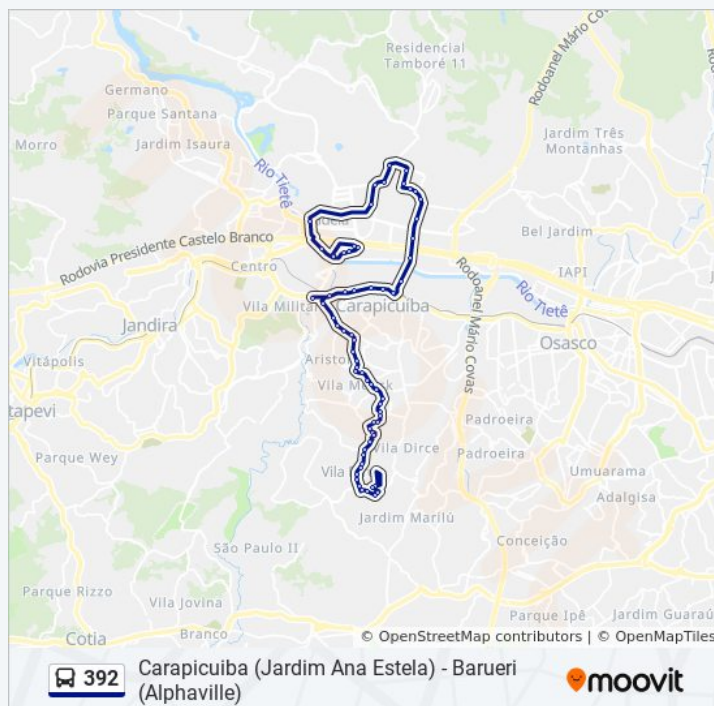 Residencial
Tamboré 11
Rodoanel Mário Covas
Germano
Parque Santana
Jardim Isaura
Morro
Jardim Três
Montanhas
Rio Tietê
Rodovia Presidente Castelo Branco
Bel Jardim
IAPI
Centro
Rodoanel Mário Covas
Rio Tietê
Vila Militar
Carapicuíba
Jandira
Osasco
Vitápolis
Aristo
Vila
Itapevi
Padroeira
Parque Wey
Vila Dirce
Padroeira
Umuarama
Vila
Adalgisa
Jardim Marilú
São Paulo II
Conceição
Parque Rizzo
Vila Jovina
Parque Ipê
Jardim Guaraú
Cotia
Branco
© OpenStreetMap contributors | © OpenMapTiles
392
Carapicuiba (Jardim Ana Estela) - Barueri
(Alphaville)
moovit